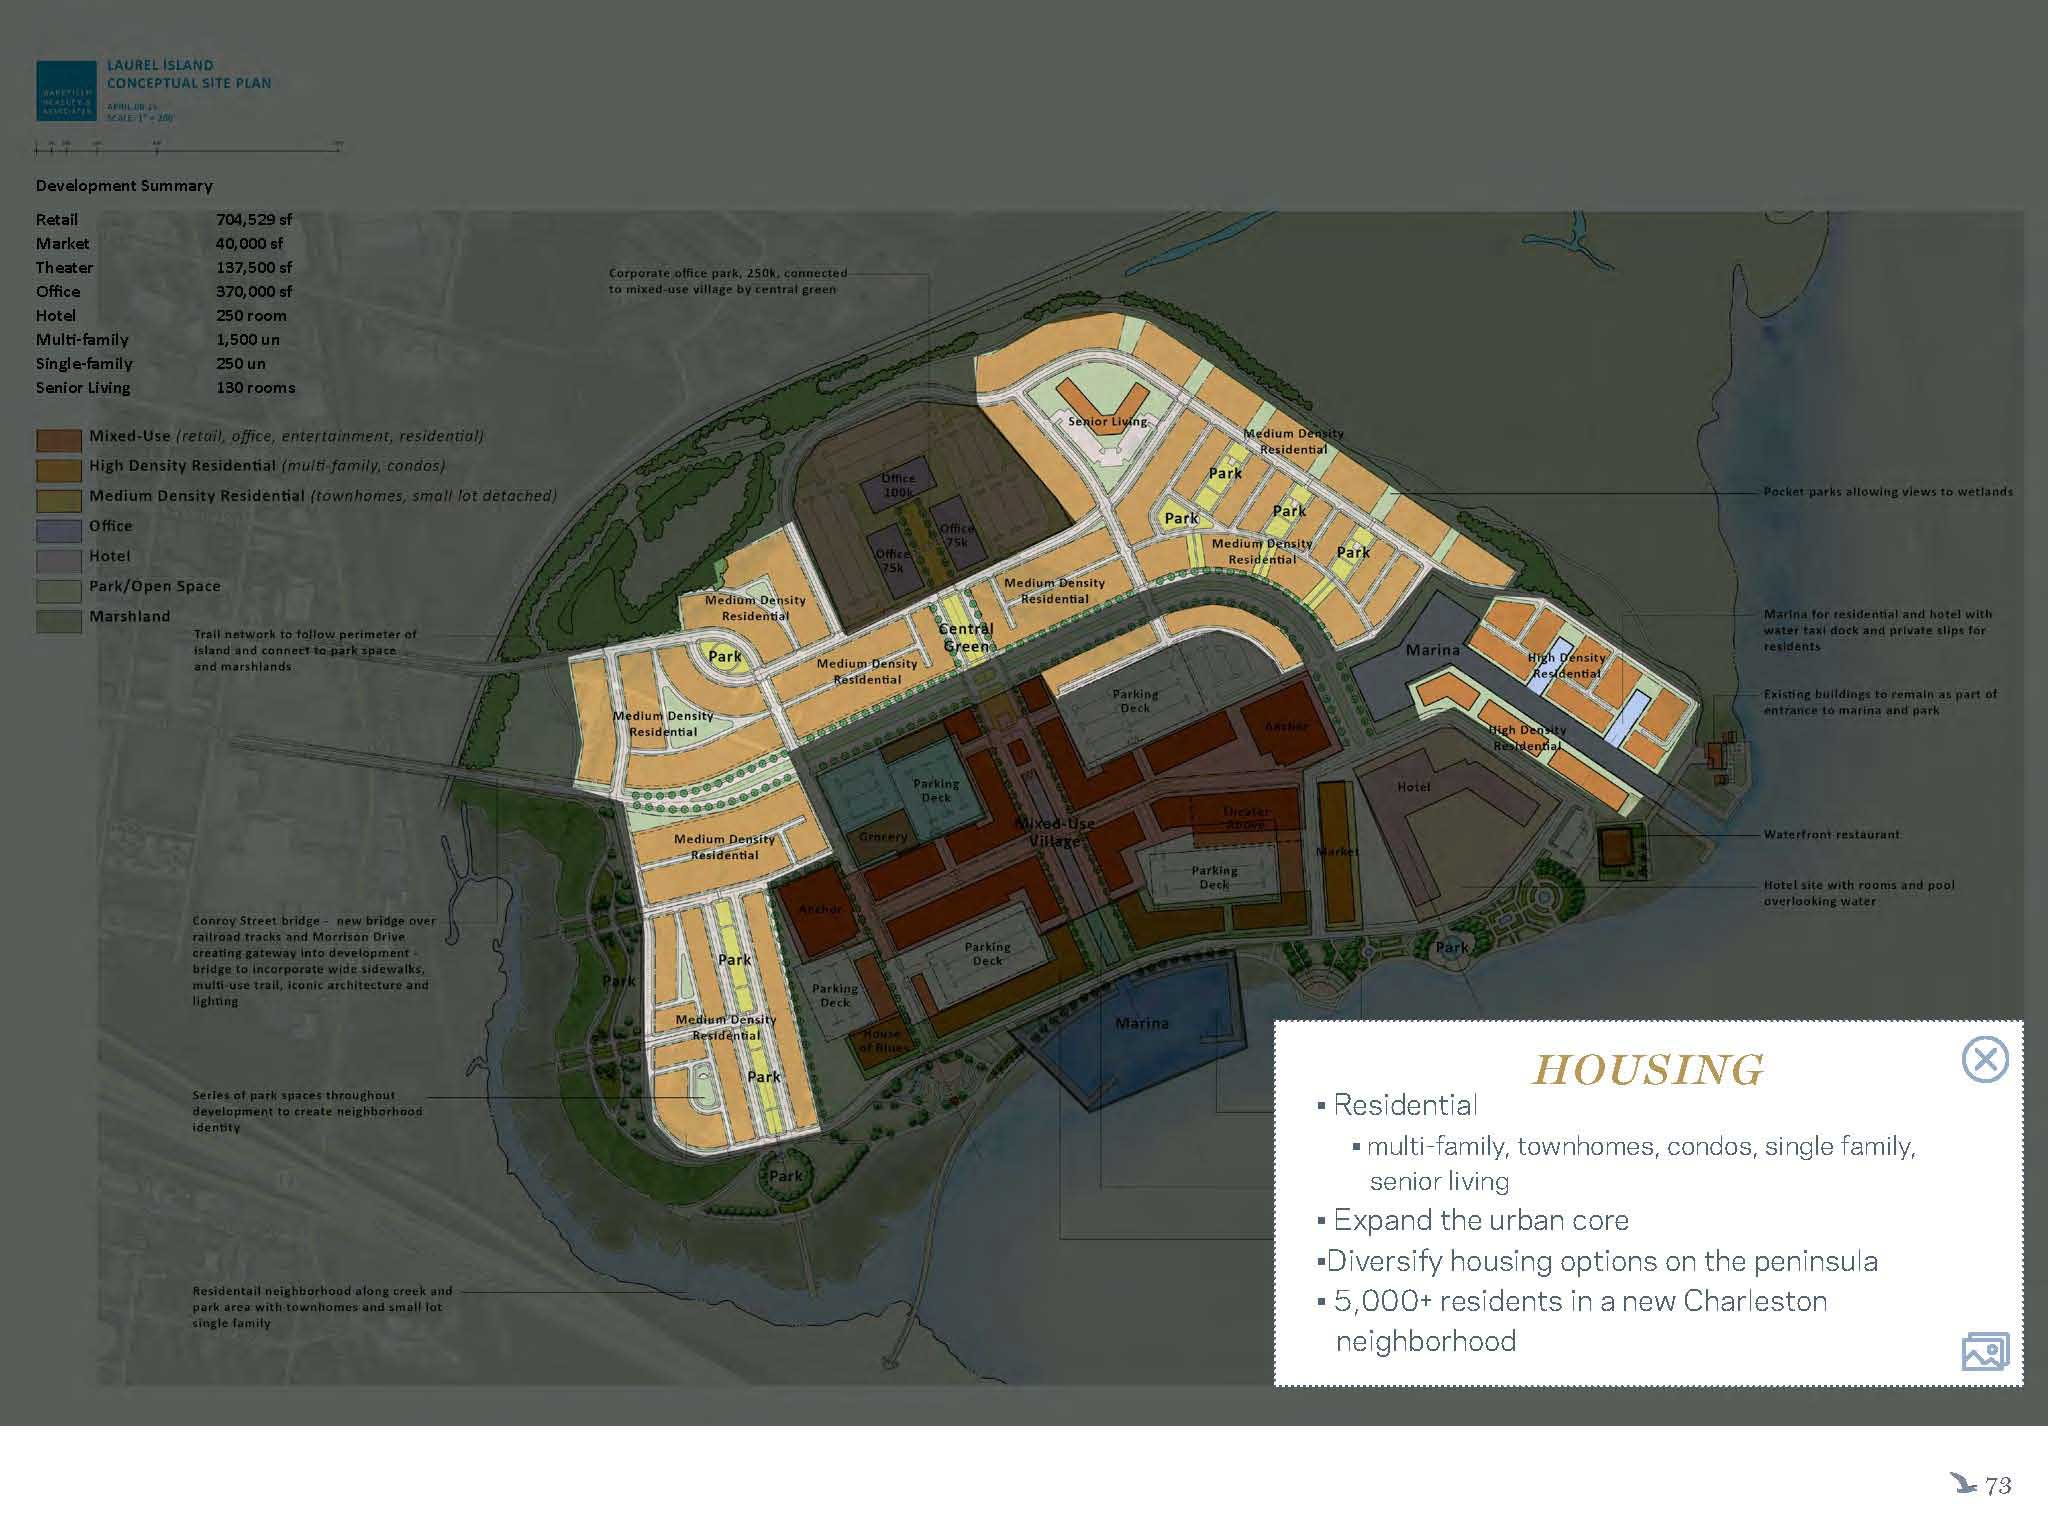 LAUREL ISLAND
CONCEPTUAL SITE PLAN
WAKEFIELD
BEASLEY &
ASSOCIATES
SCALE: 1" = 200'
Development Summary
Retail 704,529 sf
Market 40,000 sf
Theater 137,500 sf
Office 370,000 sf
Hotel 250 room
Multi-family 1,500 un
Single-family 250 un
Senior Living 130 rooms
Mixed-Use (retail, office, entertainment, residential)
High Density Residential (multi-family, condos)
Medium Density Residential (townhomes, small lot detached)
Office
Hotel
Park/Open Space
Marshland
Corporate office park, 250k, connected
to mixed-use village by central green
Trail network to follow perimeter of
island and connect to park space
and marshlands
Conroy Street bridge - new bridge over
railroad tracks and Morrison Drive
creating gateway into development -
bridge to incorporate wide sidewalks,
multi-use trail, iconic architecture and
lighting
Series of park spaces throughout
development to create neighborhood
identity
Residentail neighborhood along creek and
park area with townhomes and small lot
single family
Senior Living
Medium Density
Residential
Park
Park
Park
Park
Medium Density
Residential
Office
100k
Office
75k
Office
75k
Medium Density
Residential
Medium Density
Residential
Central
Green
Park
Medium Density
Residential
Medium Density
Residential
Medium Density
Residential
Park
Medium Density
Residential
Park
Park
Park
Marina
High Density
Residential
High Density
Residential
Parking
Deck
Anchor
Parking
Deck
Grocery
Mixed-Use
Village
Theater
Above
Market
Hotel
Parking
Deck
Anchor
Parking
Deck
Parking
Deck
House
of Blues
Marina
Park
Pocket parks allowing views to wetlands
Marina for residential and hotel with
water taxi dock and private slips for
residents
Existing buildings to remain as part of
entrance to marina and park
Waterfront restaurant
Hotel site with rooms and pool
overlooking water
HOUSING
▪ Residential
▪ multi-family, townhomes, condos, single family,
senior living
▪ Expand the urban core
▪Diversify housing options on the peninsula
▪ 5,000+ residents in a new Charleston
neighborhood
73